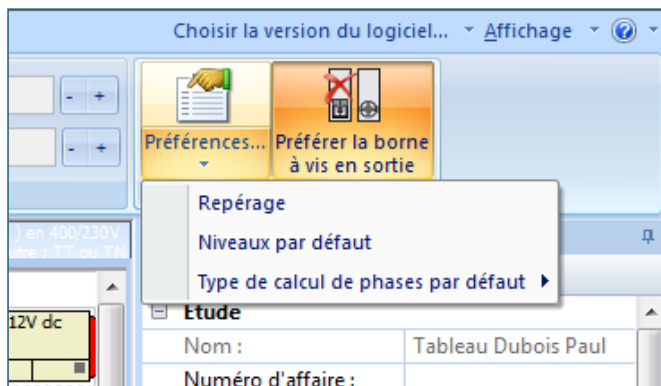 Choisir la version du logiciel... Affichage
- +
- +
Préférences...
Préférer la borne
à vis en sortie
Repérage
Niveaux par défaut
Type de calcul de phases par défaut
) en 400/230V
utre : TT ou TN
12V dc
Etude
Nom : Tableau Dubois Paul
Numéro d'affaire :